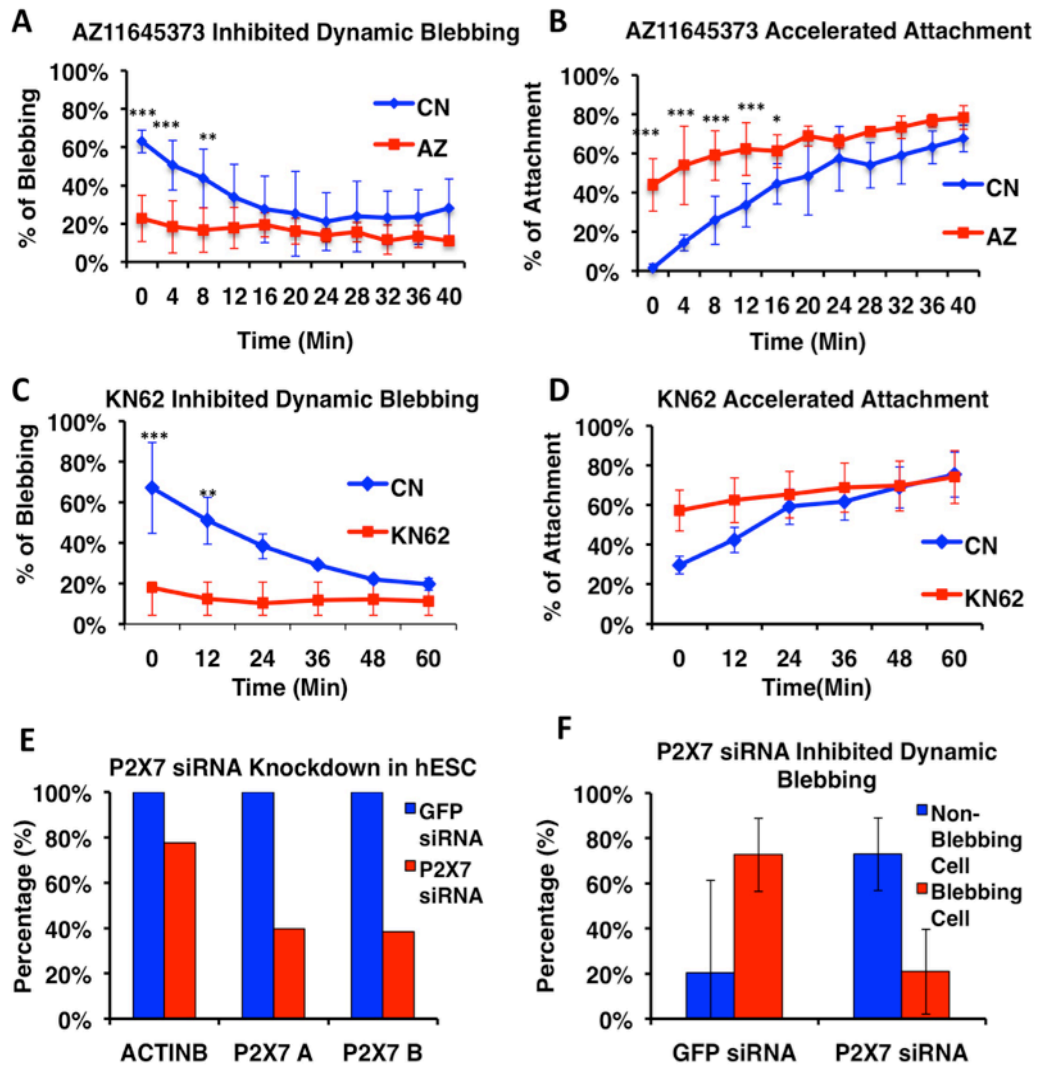 A
AZ11645373 Inhibited Dynamic Blebbing
% of Blebbing
100%
80%
60%
40%
20%
0%
***
***
**
CN
AZ
0 4 8 12 16 20 24 28 32 36 40
Time (Min)
B
AZ11645373 Accelerated Attachment
% of Attachment
100%
80%
60%
40%
20%
0%
***
***
***
***
*
CN
AZ
0 4 8 12 16 20 24 28 32 36 40
Time (Min)
C
KN62 Inhibited Dynamic Blebbing
% of Blebbing
100%
80%
60%
40%
20%
0%
***
**
CN
KN62
0 12 24 36 48 60
Time (Min)
D
KN62 Accelerated Attachment
% of Attachment
100%
80%
60%
40%
20%
0%
CN
KN62
0 12 24 36 48 60
Time(Min)
E
P2X7 siRNA Knockdown in hESC
Percentage (%)
100%
80%
60%
40%
20%
0%
GFP
siRNA
P2X7
siRNA
ACTINB P2X7 A P2X7 B
F
P2X7 siRNA Inhibited Dynamic
Blebbing
Percentage (%)
100%
80%
60%
40%
20%
0%
Non-
Blebbing
Cell
Blebbing
Cell
GFP siRNA P2X7 siRNA